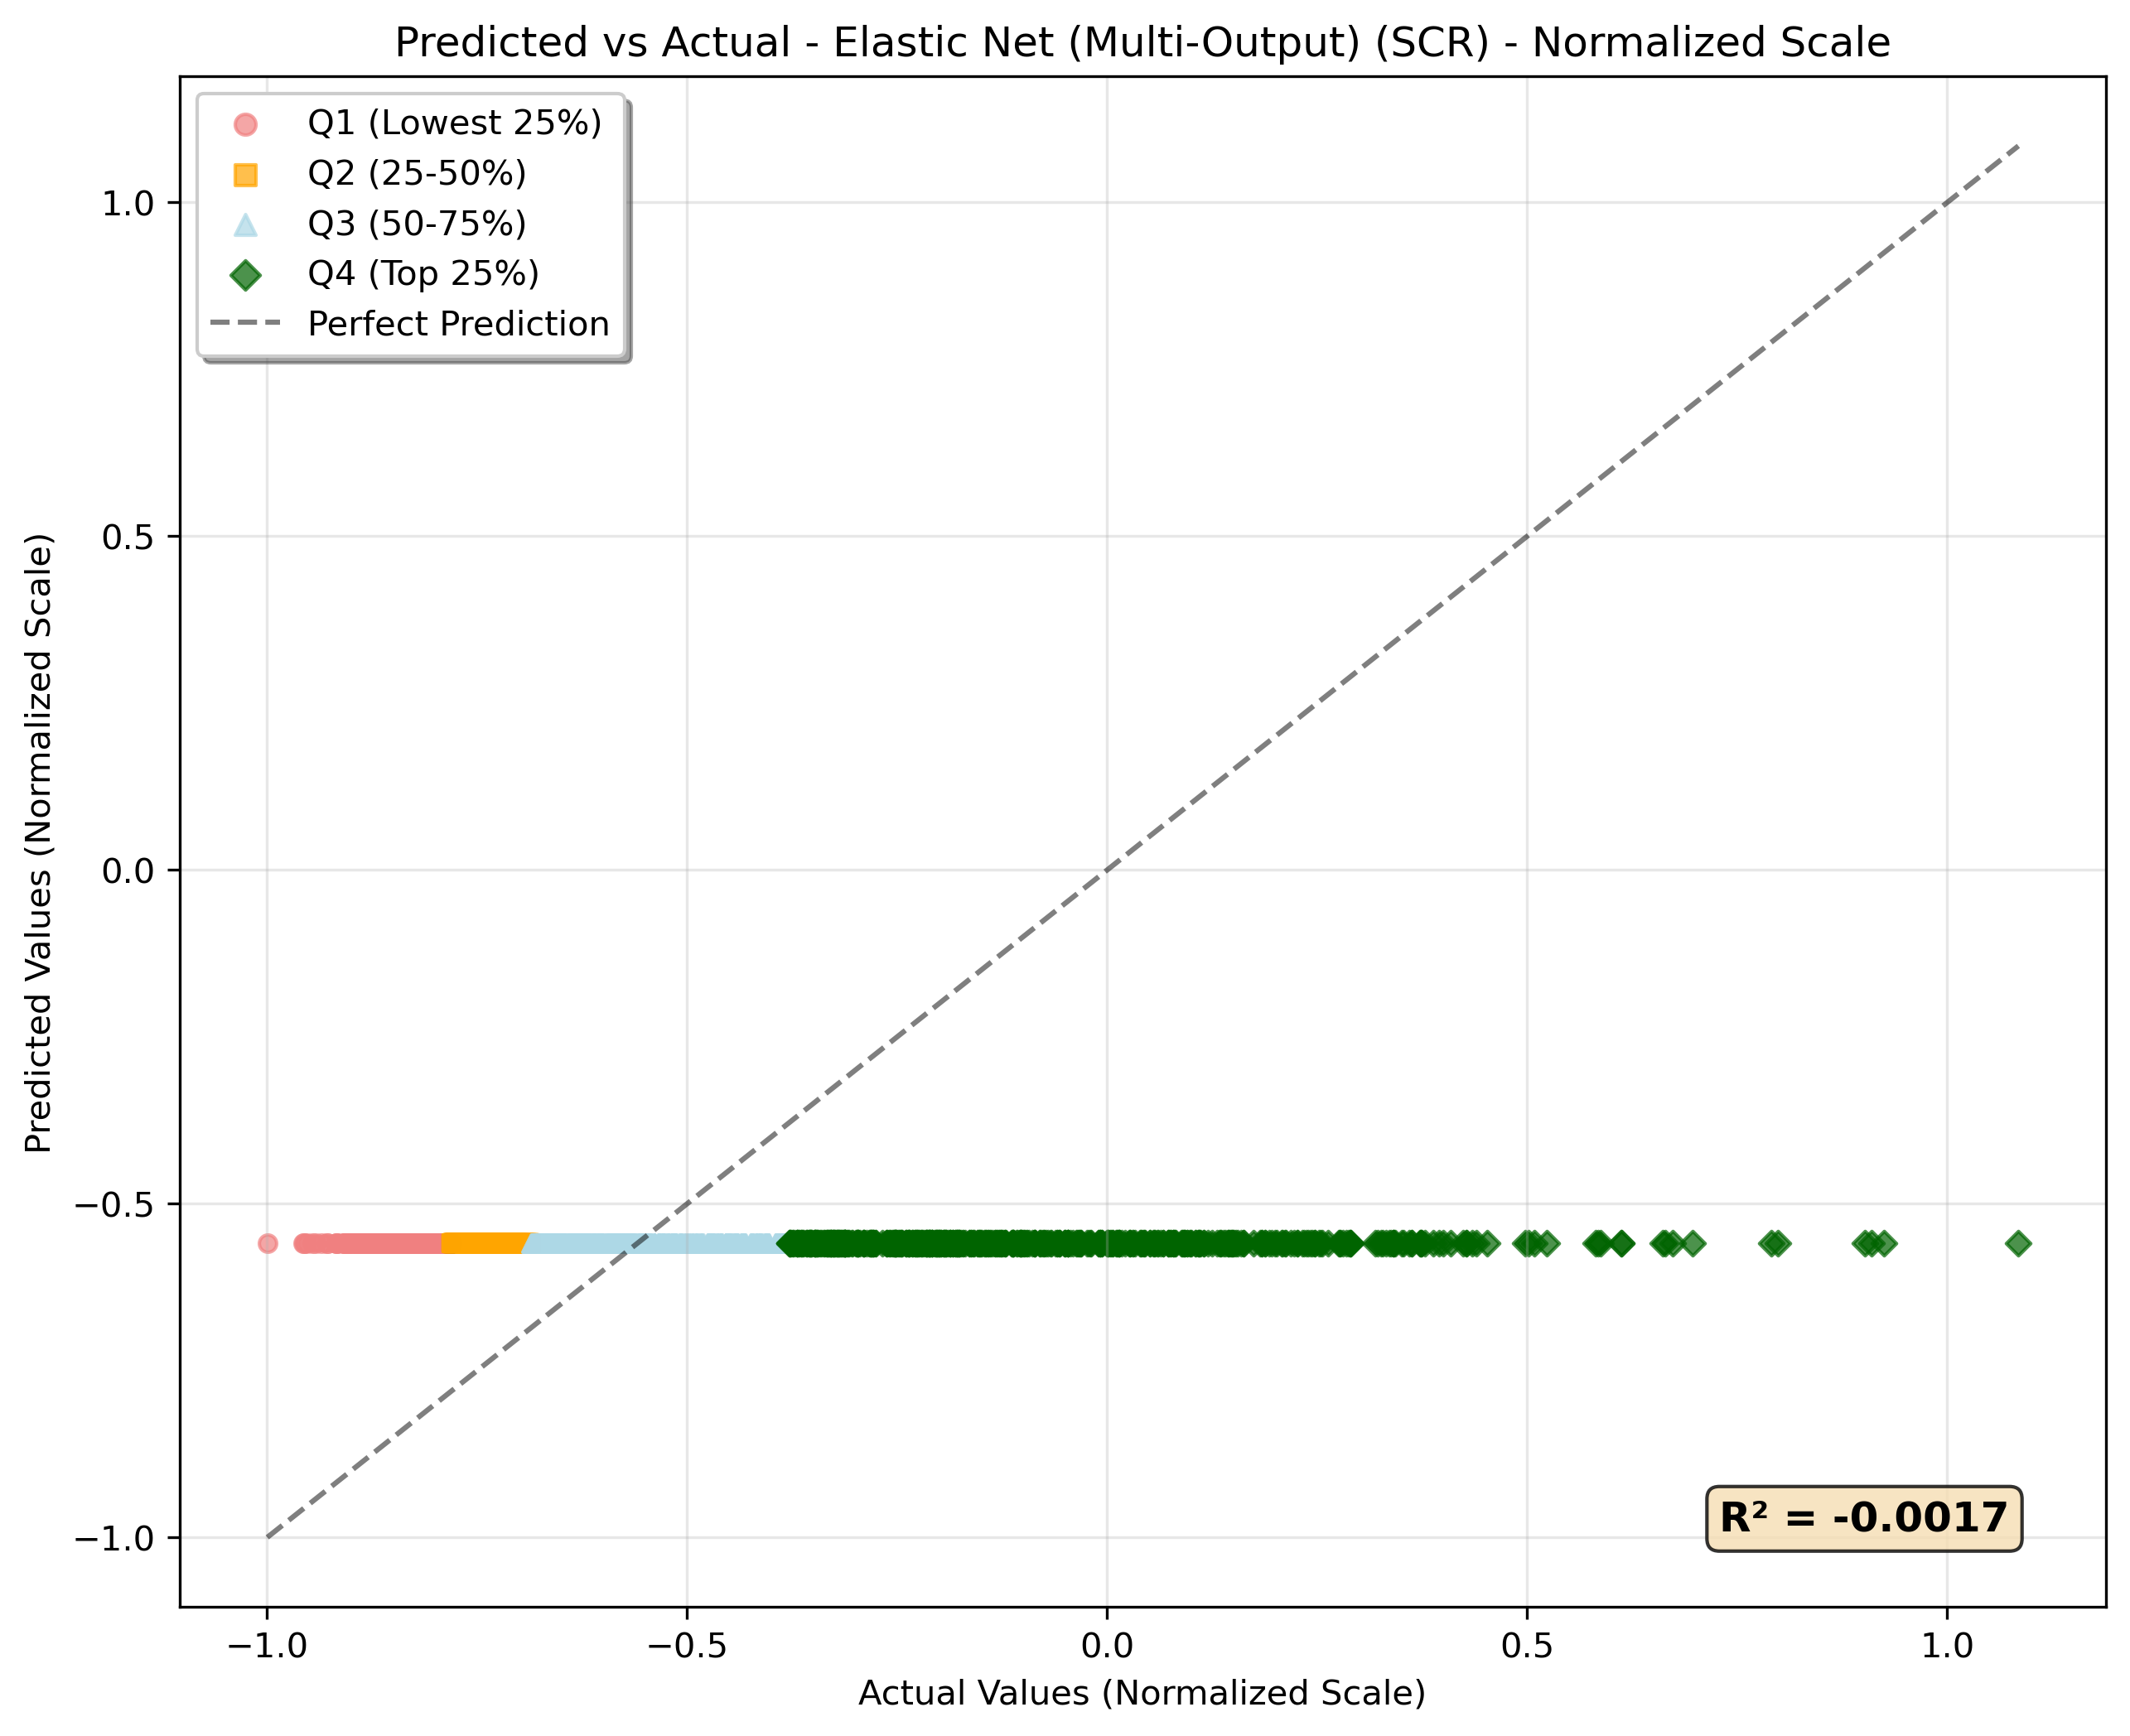 Predicted vs Actual - Elastic Net (Multi-Output) (SCR) - Normalized Scale
Q1 (Lowest 25%)
Q2 (25-50%)
Q3 (50-75%)
Q4 (Top 25%)
Perfect Prediction
Predicted Values (Normalized Scale)
1.0
0.5
0.0
−0.5
−1.0
R² = -0.0017
−1.0
−0.5
0.0
0.5
1.0
Actual Values (Normalized Scale)